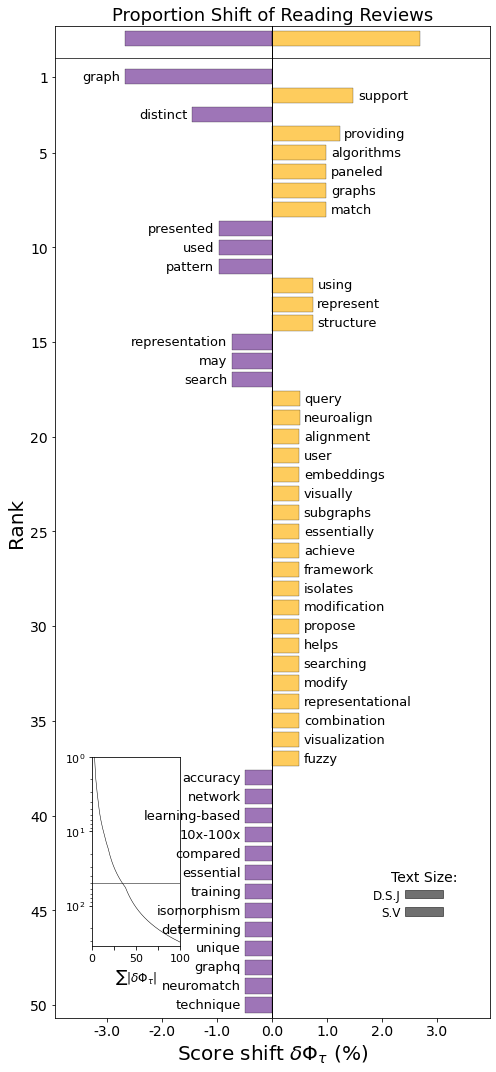 Proportion Shift of Reading Reviews
1
graph
support
distinct
providing
5
algorithms
paneled
graphs
match
presented
10
used
pattern
using
represent
structure
15
representation
may
search
query
neuroalign
20
alignment
user
embeddings
visually
subgraphs
25
essentially
achieve
framework
isolates
modification
30
propose
helps
searching
modify
representational
35
combination
visualization
fuzzy
accuracy
network
learning-based
40
10x-100x
compared
essential
training
isomorphism
45
determining
unique
graphq
neuromatch
technique
50
Rank
10⁰
10¹
10²
0 50 100
∑|δΦτ|
Text Size:
D.S.J
S.V
-3.0 -2.0 -1.0 0.0 1.0 2.0 3.0
Score shift δΦτ (%)